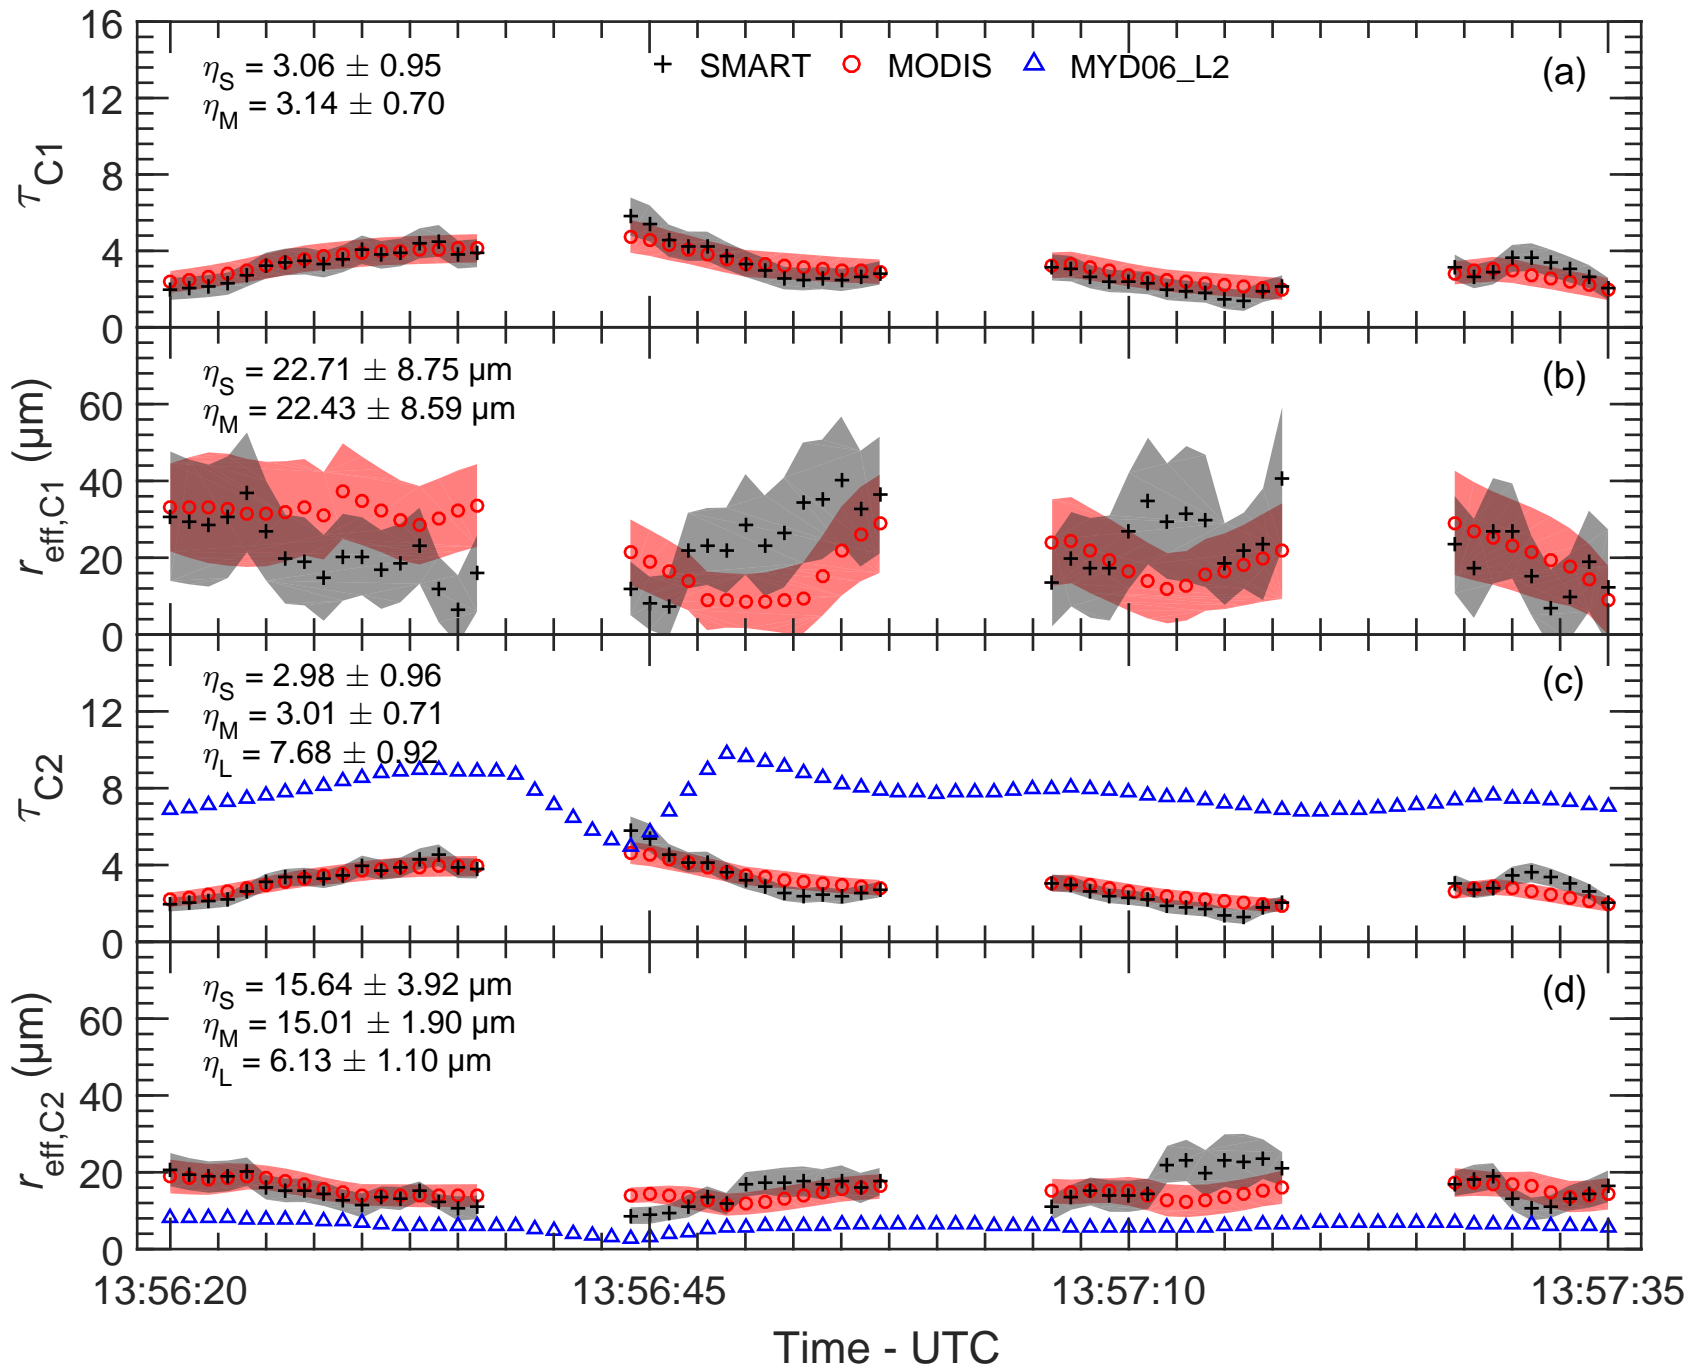 16
12
8
4
0
τC1
ηS = 3.06 ± 0.95
ηM = 3.14 ± 0.70
SMART MODIS MYD06_L2
(a)
60
40
20
0
reff,C1 (µm)
ηS = 22.71 ± 8.75 µm
ηM = 22.43 ± 8.59 µm
(b)
12
8
4
0
τC2
ηS = 2.98 ± 0.96
ηM = 3.01 ± 0.71
ηL = 7.68 ± 0.92
(c)
60
40
20
0
reff,C2 (µm)
ηS = 15.64 ± 3.92 µm
ηM = 15.01 ± 1.90 µm
ηL = 6.13 ± 1.10 µm
(d)
13:56:20 13:56:45 13:57:10 13:57:35
Time - UTC